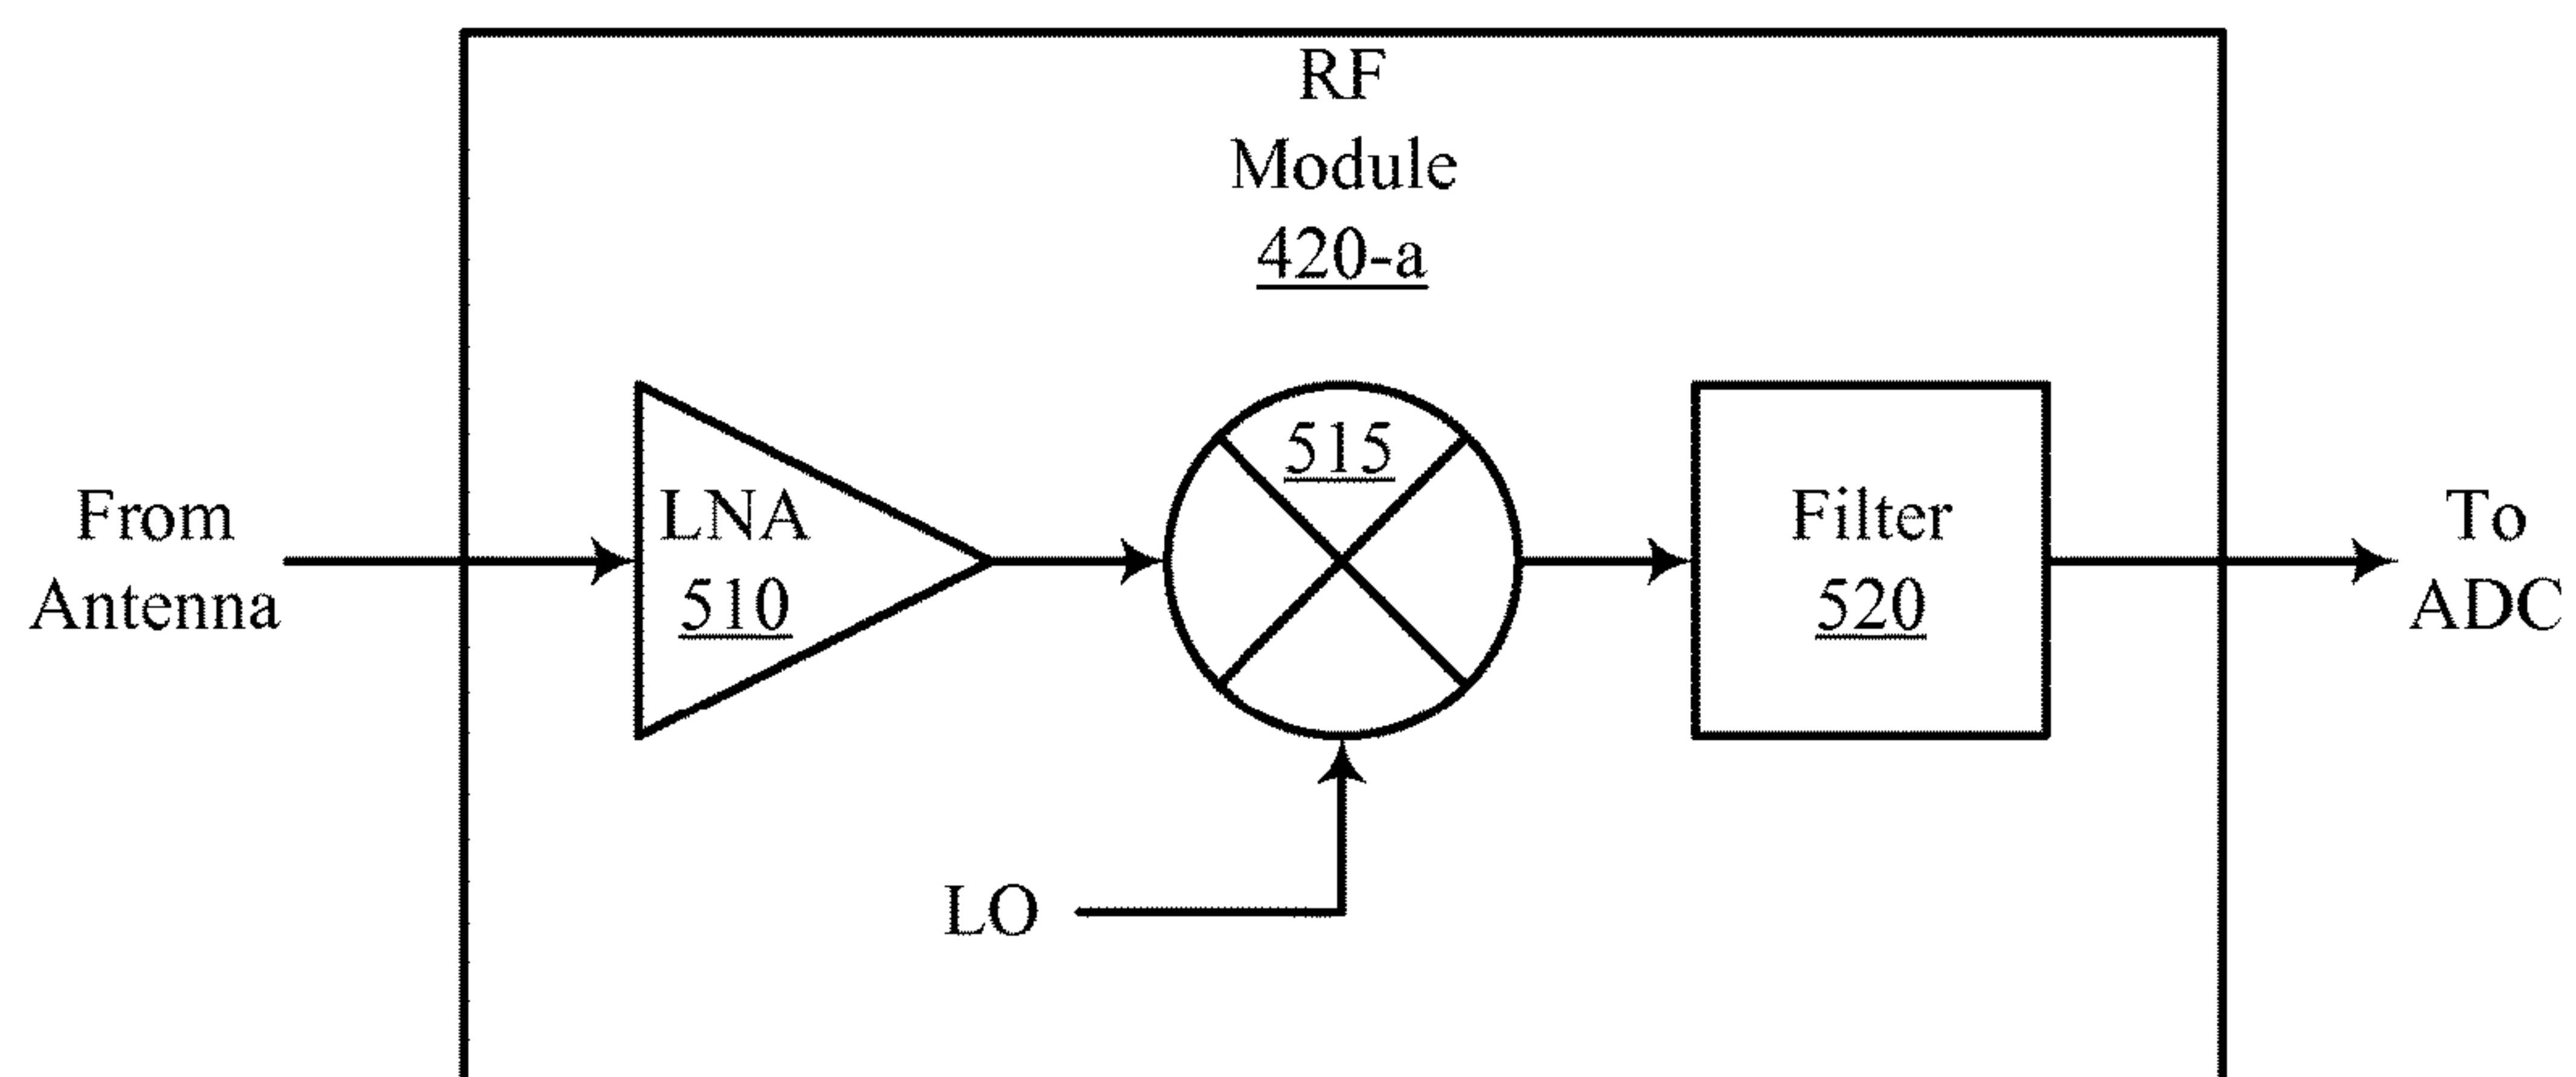 RF
Module
420-a
From
Antenna
LNA
510
515
Filter
520
To
ADC
LO